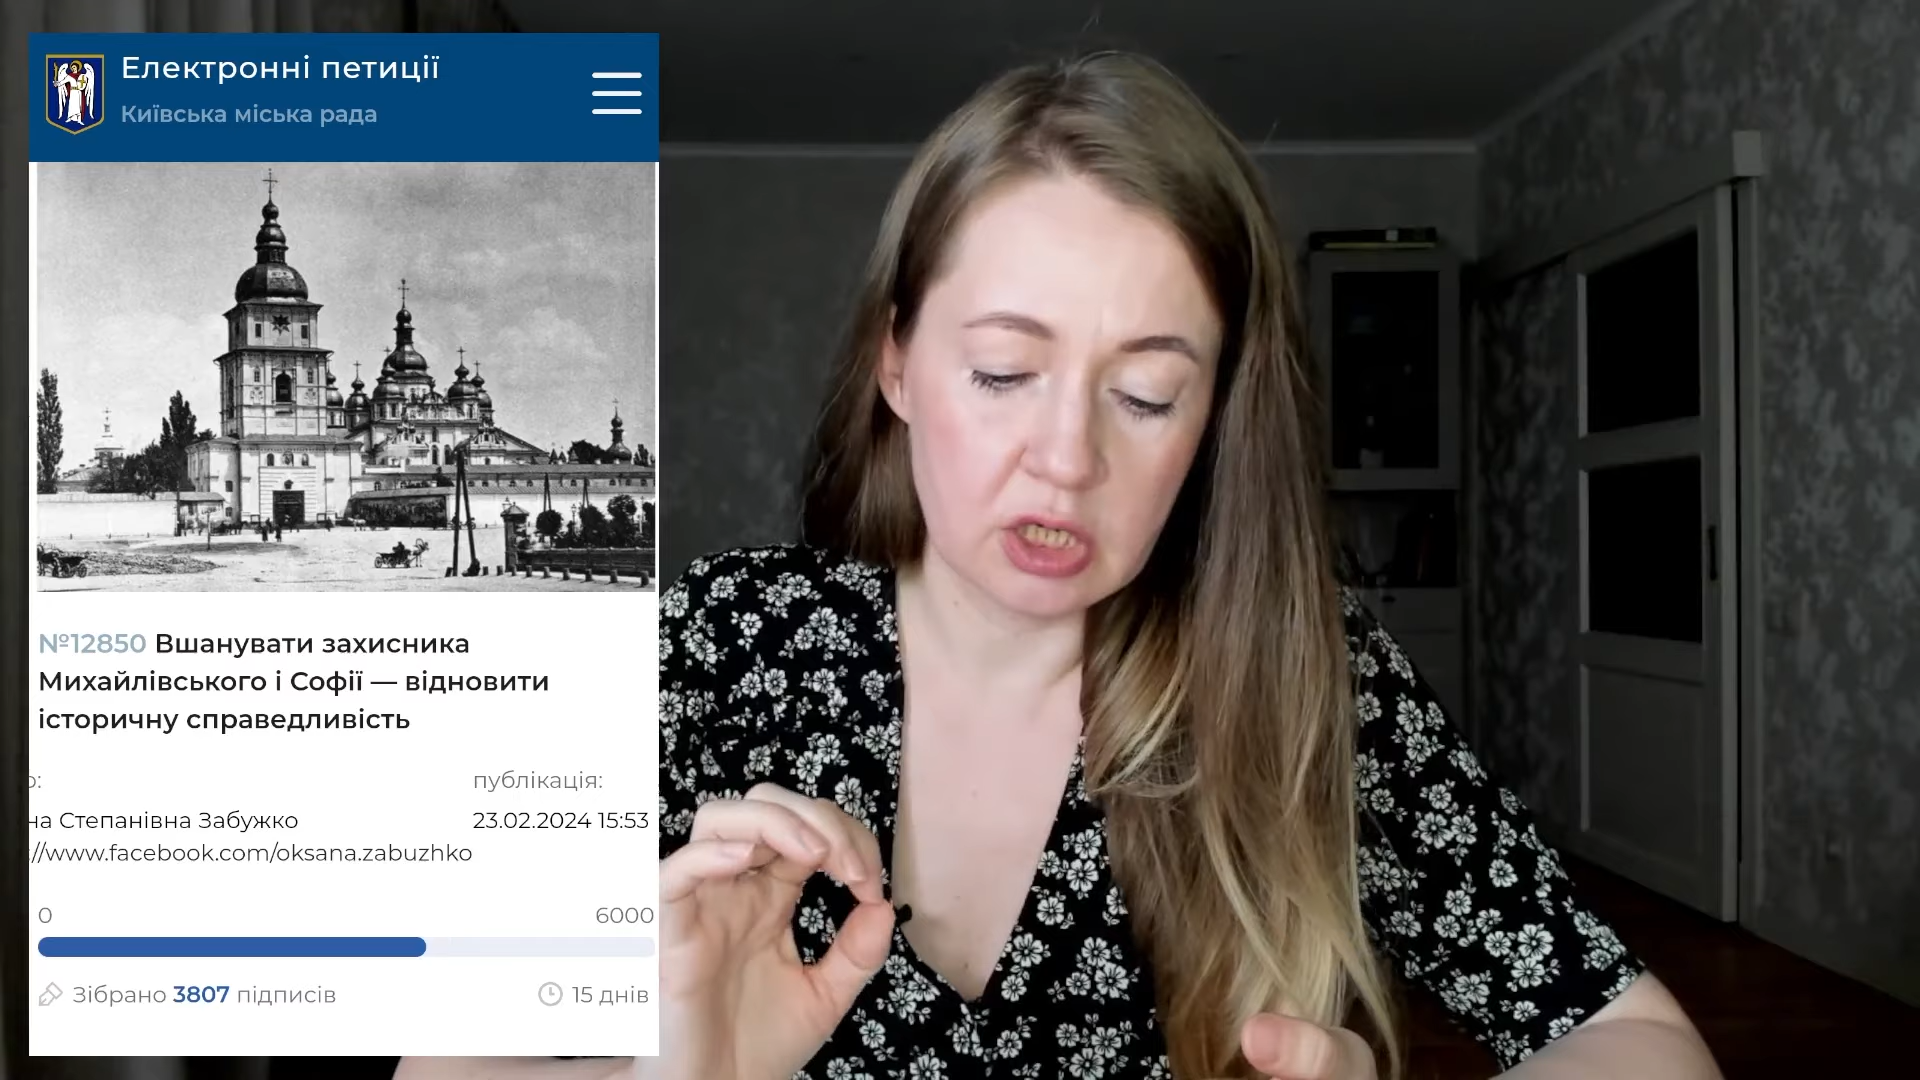 Електронні петиції
Київська міська рада
№12850 Вшанувати захисника
Михайлівського і Софії — відновити
історичну справедливість
публікація:
Степанівна Забужко
23.02.2024 15:53
://www.facebook.com/oksana.zabuzhko
0
6000
Зібрано 3807 підписів
15 днів